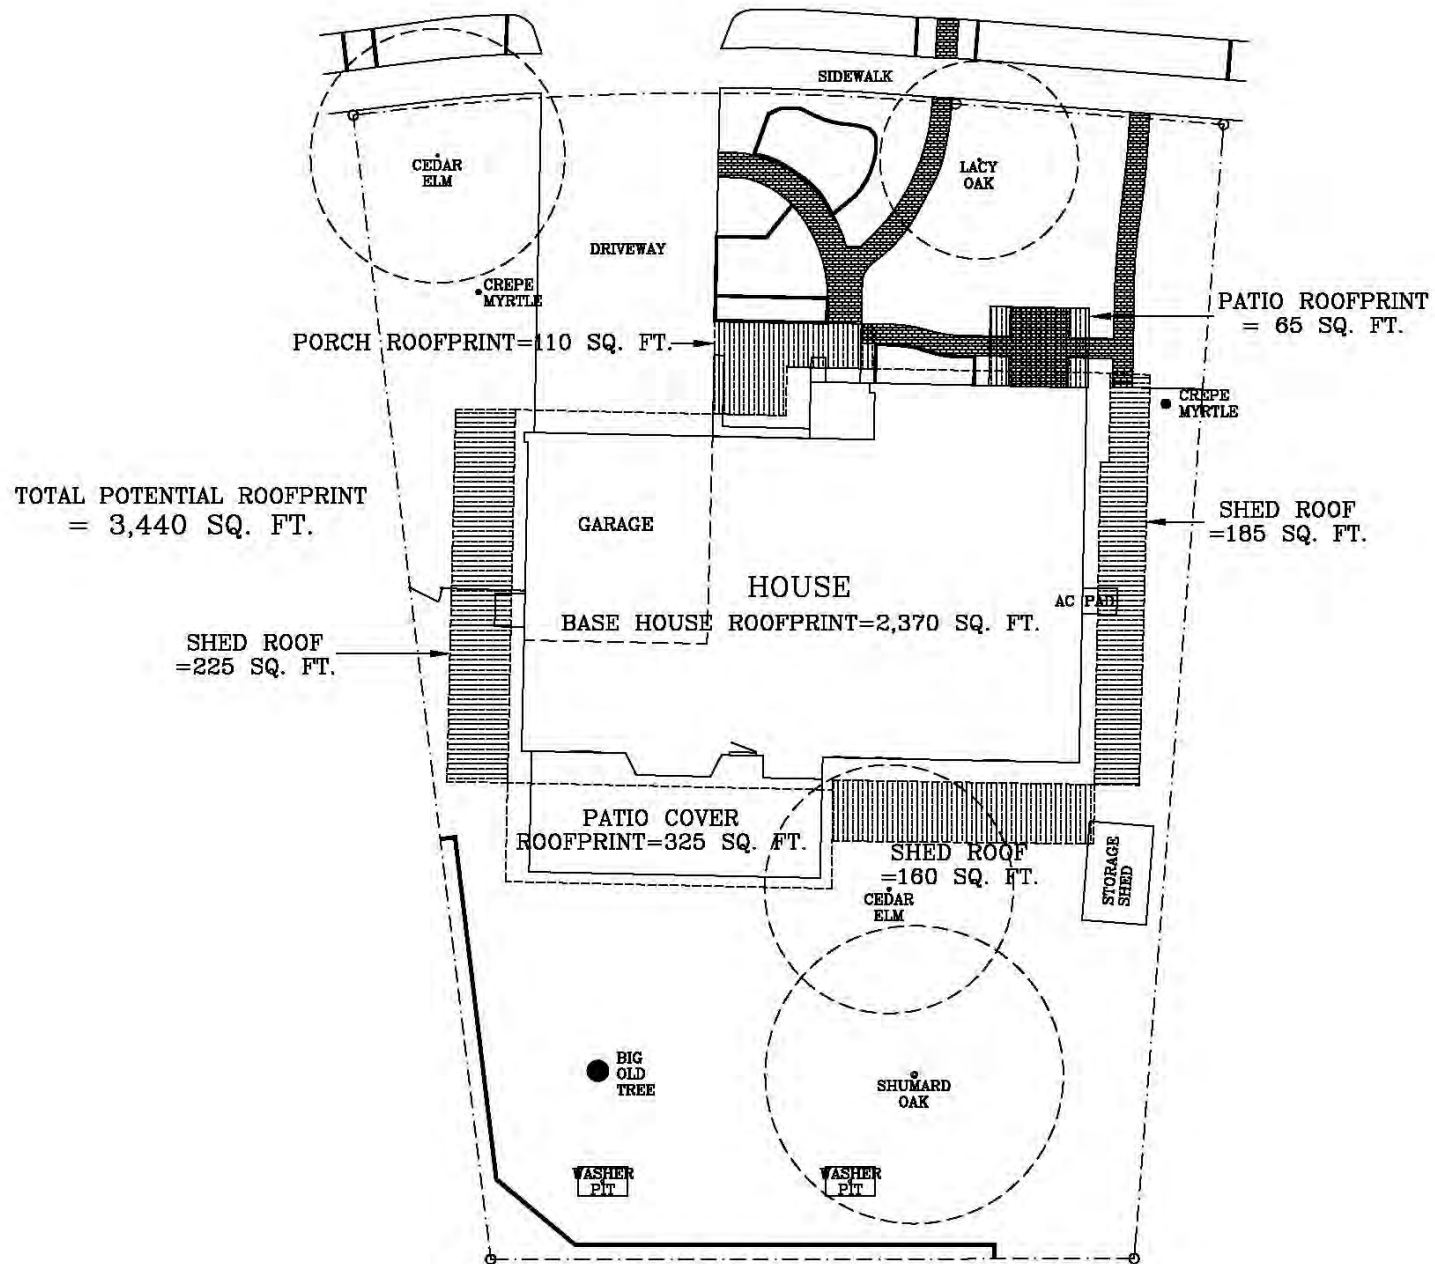 SIDEWALK
CEDAR
ELM
LACY
OAK
DRIVEWAY
CREPE
MYRTLE
PATIO ROOFPRINT
= 65 SQ. FT.
PORCH ROOFPRINT=110 SQ. FT.
CREPE
MYRTLE
TOTAL POTENTIAL ROOFPRINT
= 3,440 SQ. FT.
GARAGE
SHED ROOF
=185 SQ. FT.
HOUSE
AC PAD
BASE HOUSE ROOFPRINT=2,370 SQ. FT.
SHED ROOF
=225 SQ. FT.
PATIO COVER
ROOFPRINT=325 SQ. FT.
SHED ROOF
=160 SQ. FT.
STORAGE
SHED
CEDAR
ELM
BIG
OLD
TREE
SHUMARD
OAK
WASHER
PIT
WASHER
PIT